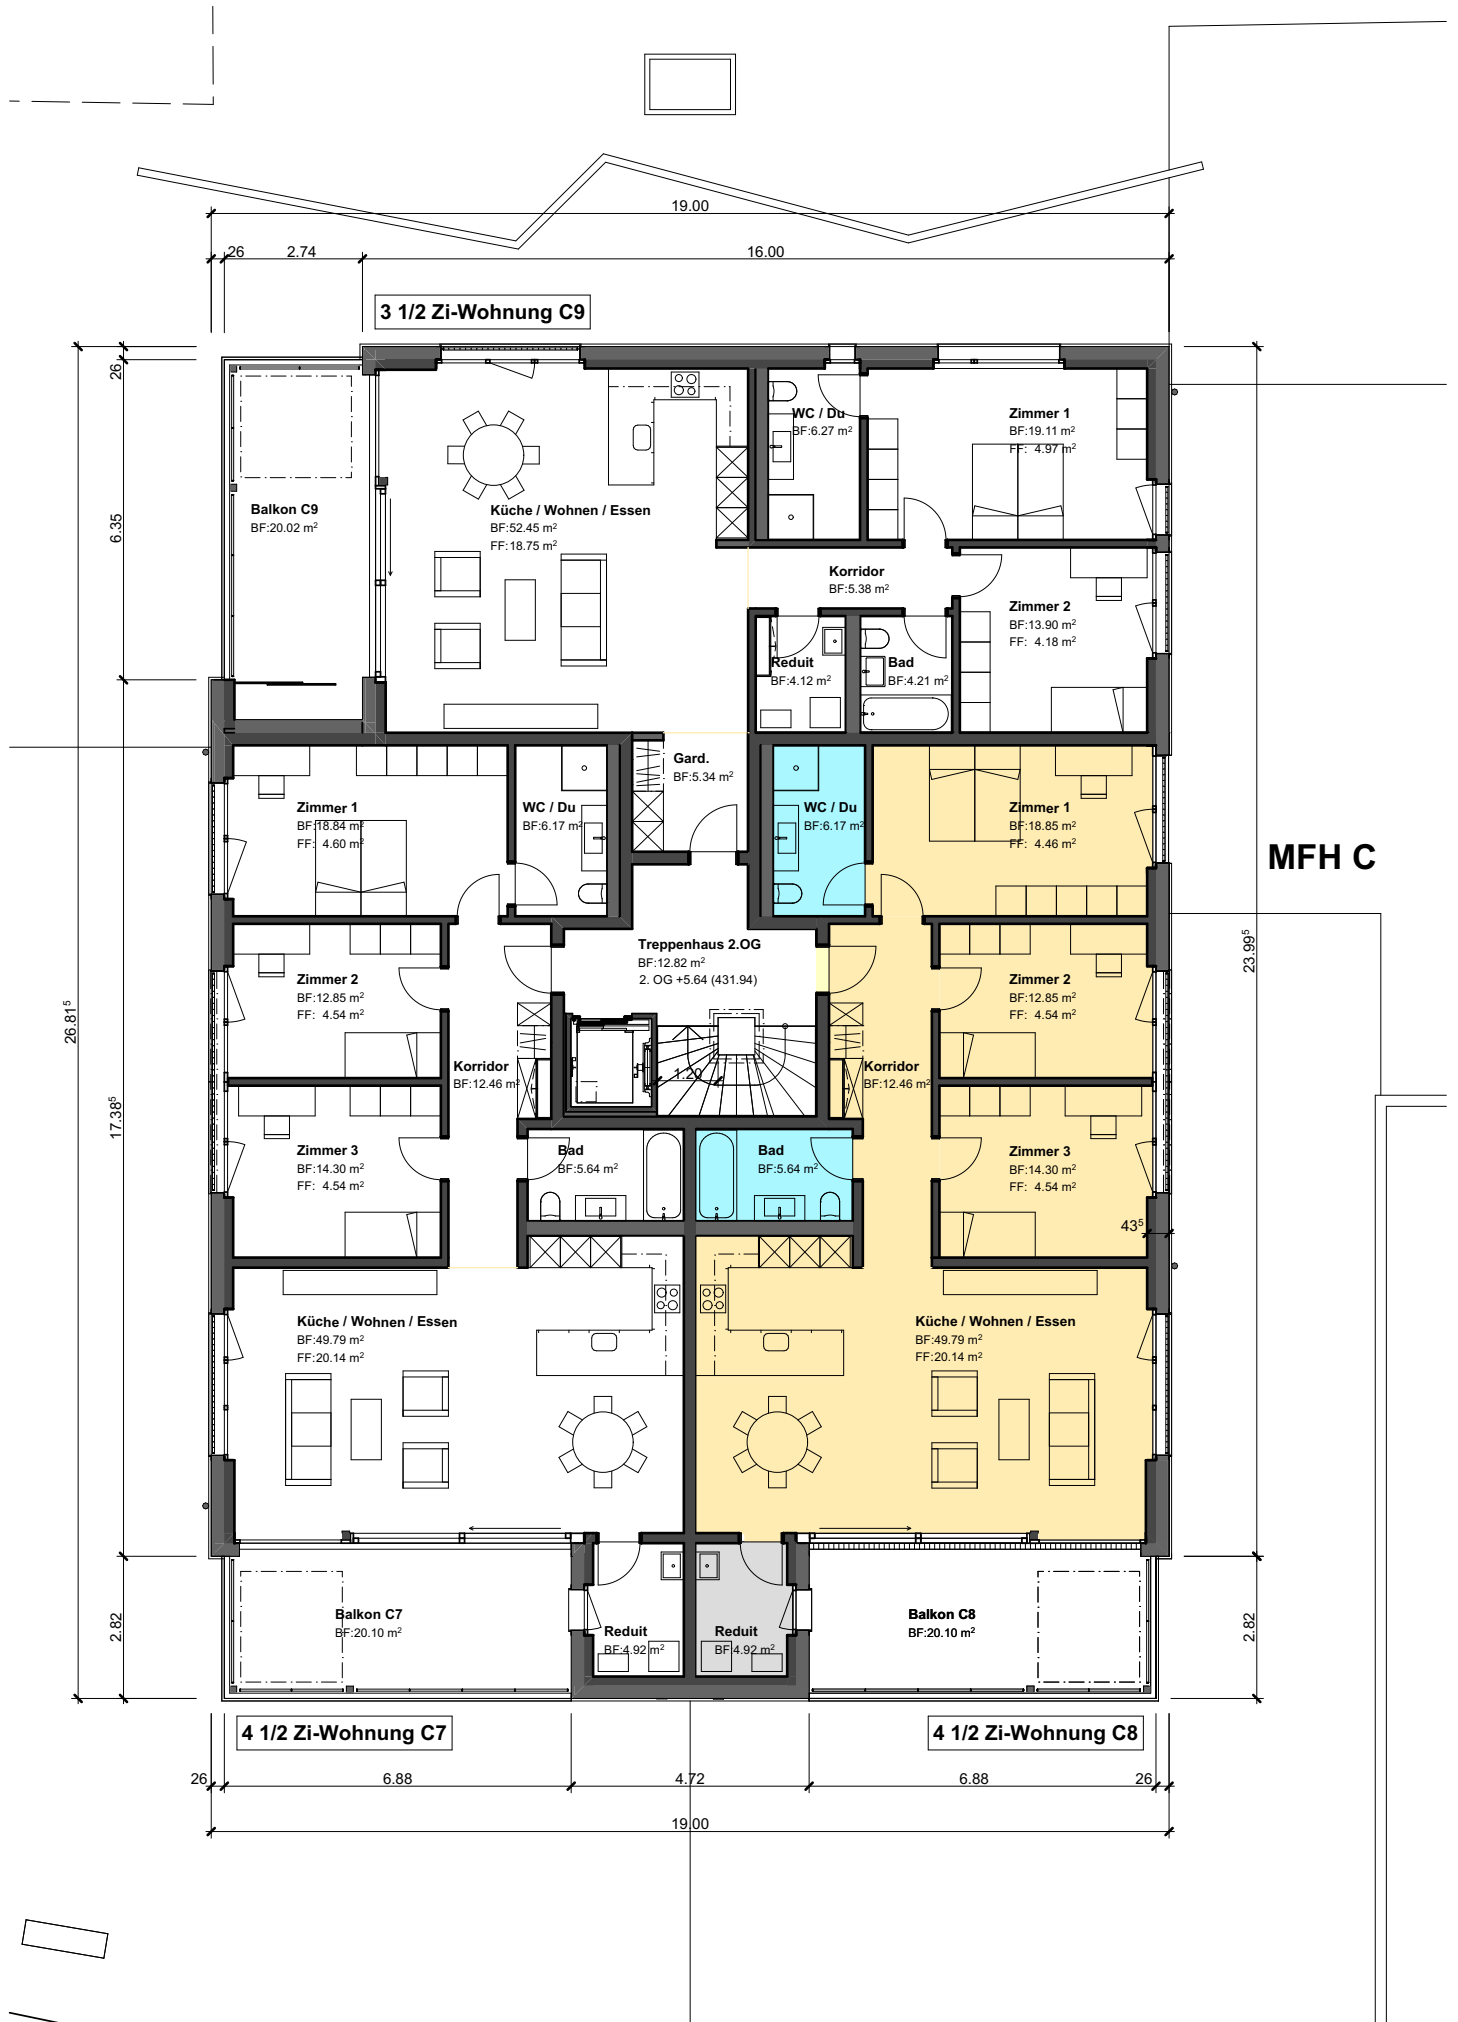 19.00
26 2.74 16.00
3 1/2 Zi-Wohnung C9
26
6.35
17.38⁵
2.82
26.81⁵
Balkon C9
BF:20.02 m²
Küche / Wohnen / Essen
BF:52.45 m²
FF:18.75 m²
WC / Du
BF:6.27 m²
Zimmer 1
BF:19.11 m²
FF: 4.97 m²
Korridor
BF:5.38 m²
Zimmer 2
BF:13.90 m²
FF: 4.18 m²
Reduit
BF:4.12 m²
Bad
BF:4.21 m²
Gard.
BF:5.34 m²
Zimmer 1
BF:18.84 m²
FF: 4.60 m²
WC / Du
BF:6.17 m²
WC / Du
BF:6.17 m²
Zimmer 1
BF:18.85 m²
FF: 4.46 m²
MFH C
23.99⁵
2.82
Zimmer 2
BF:12.85 m²
FF: 4.54 m²
Treppenhaus 2.OG
BF:12.82 m²
2. OG +5.64 (431.94)
Zimmer 2
BF:12.85 m²
FF: 4.54 m²
Korridor
BF:12.46 m²
1.20
Korridor
BF:12.46 m²
Zimmer 3
BF:14.30 m²
FF: 4.54 m²
Bad
BF:5.64 m²
Bad
BF:5.64 m²
Zimmer 3
BF:14.30 m²
FF: 4.54 m²
43⁵
Küche / Wohnen / Essen
BF:49.79 m²
FF:20.14 m²
Küche / Wohnen / Essen
BF:49.79 m²
FF:20.14 m²
Balkon C7
BF:20.10 m²
Reduit
BF:4.92 m²
Reduit
BF:4.92 m²
Balkon C8
BF:20.10 m²
4 1/2 Zi-Wohnung C7
4 1/2 Zi-Wohnung C8
26 6.88 4.72 6.88 26
19.00